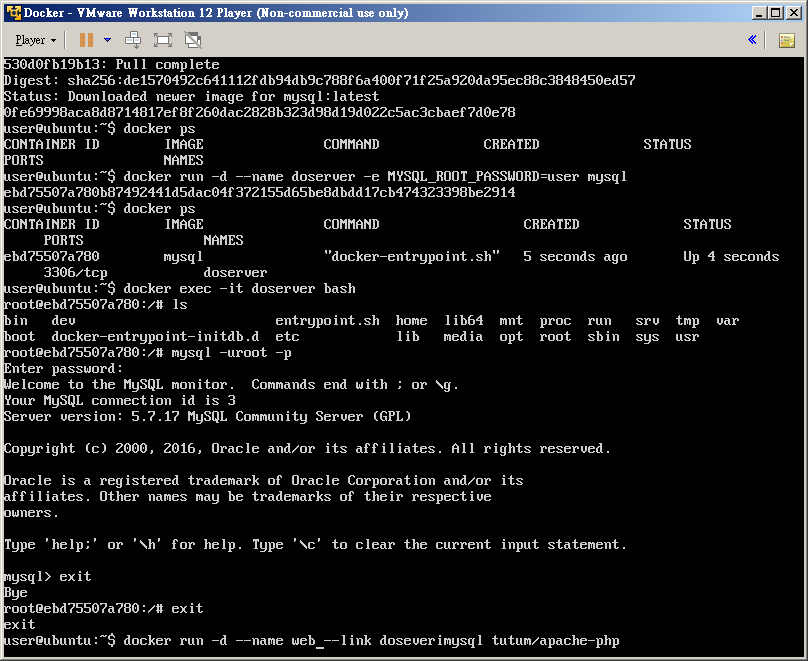 Docker - VMware Workstation 12 Player (Non-commercial use only)
Player
530d0fb19b13: Pull complete
Digest: sha256:de1570492c641112fdb94db9c788f6a400f71f25a920da95ec88c3848450ed57
Status: Downloaded newer image for mysql:latest
0fe69998aca8d8714817ef8f260dac2828b323d98d19d022c5ac3cbaef7d0e78
user@ubuntu:~$ docker ps
CONTAINER ID        IMAGE               COMMAND             CREATED             STATUS
PORTS               NAMES
user@ubuntu:~$ docker run -d --name doserver -e MYSQL_ROOT_PASSWORD=user mysql
ebd75507a780b87492441d5dac04f372155d65be8dbdd17cb474323398be2914
user@ubuntu:~$ docker ps
CONTAINER ID        IMAGE               COMMAND                  CREATED             STATUS
     PORTS               NAMES
ebd75507a780        mysql               "docker-entrypoint.sh"   5 seconds ago       Up 4 seconds
     3306/tcp            doserver
user@ubuntu:~$ docker exec -it doserver bash
root@ebd75507a780:/# ls
bin   dev                         entrypoint.sh  home  lib64  mnt  proc  run   srv  tmp  var
boot  docker-entrypoint-initdb.d  etc            lib   media  opt  root  sbin  sys  usr
root@ebd75507a780:/# mysql -uroot -p
Enter password:
Welcome to the MySQL monitor.  Commands end with ; or \g.
Your MySQL connection id is 3
Server version: 5.7.17 MySQL Community Server (GPL)
Copyright (c) 2000, 2016, Oracle and/or its affiliates. All rights reserved.
Oracle is a registered trademark of Oracle Corporation and/or its
affiliates. Other names may be trademarks of their respective
owners.
Type 'help;' or '\h' for help. Type '\c' to clear the current input statement.
mysql> exit
Bye
root@ebd75507a780:/# exit
exit
user@ubuntu:~$ docker run -d --name web_--link doseverimysql tutum/apache-php